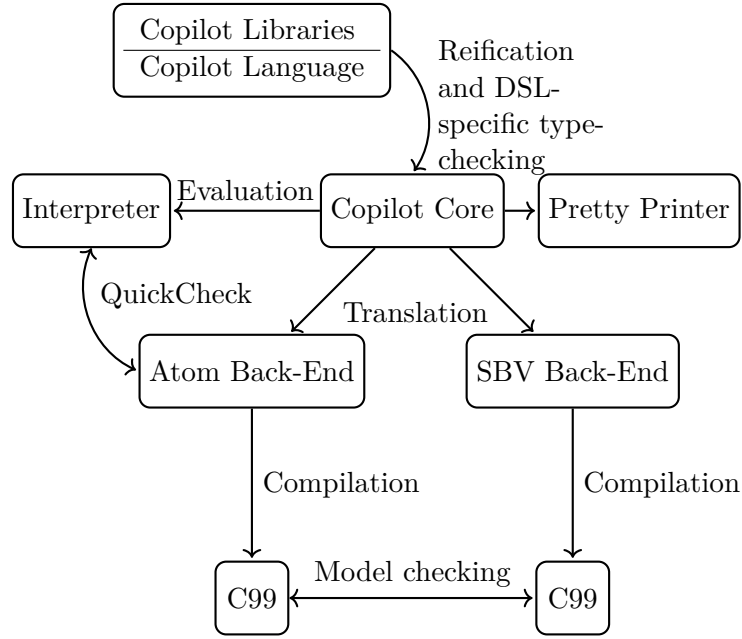 Copilot Libraries
Copilot Language
Reification
and DSL-
specific type-
checking
Interpreter
Evaluation
Copilot Core
Pretty Printer
QuickCheck
Translation
Atom Back-End
SBV Back-End
Compilation
Compilation
Model checking
C99
C99